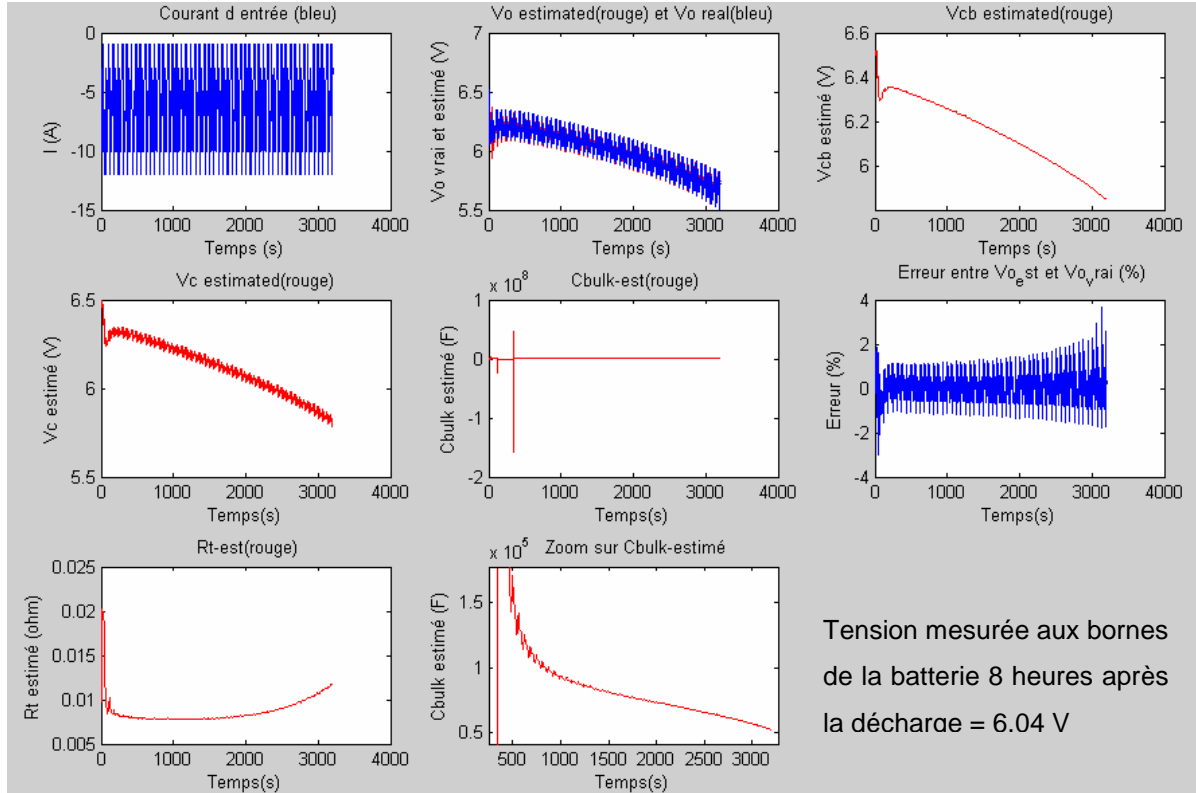 Courant d entrée (bleu)
0
-5
-10
-15
I (A)
0 1000 2000 3000 4000
Temps (s)
Vo estimated(rouge) et Vo real(bleu)
7
6.5
6
5.5
Vo vrai et estimé (V)
0 1000 2000 3000 4000
Temps (s)
Vcb estimated(rouge)
6.6
6.4
6.2
6
Vcb estimé (V)
0 1000 2000 3000 4000
Temps (s)
Vc estimated(rouge)
6.5
6
5.5
Vc estimé (V)
0 1000 2000 3000 4000
Temps(s)
Cbulk-est(rouge)
x 10^8
1
0
-1
-2
Cbulk estimé (F)
0 1000 2000 3000 4000
Temps(s)
Erreur entre Vo_est et Vo_vrai (%)
4
2
0
-2
-4
Erreur (%)
0 1000 2000 3000 4000
Temps(s)
Rt-est(rouge)
0.025
0.02
0.015
0.01
0.005
Rt estimé (ohm)
0 1000 2000 3000 4000
Temps(s)
Zoom sur Cbulk-estimé
x 10^5
1.5
1
0.5
Cbulk estimé (F)
500 1000 1500 2000 2500 3000
Temps(s)
Tension mesurée aux bornes
de la batterie 8 heures après
la décharge = 6.04 V